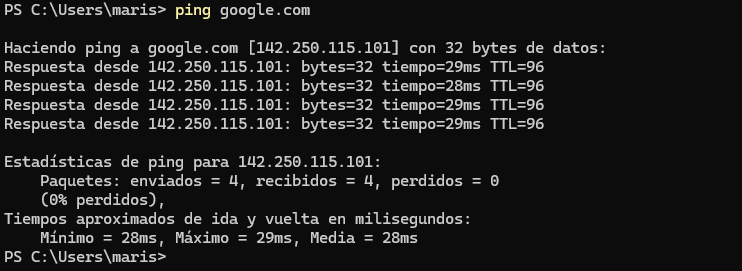 PS C:\Users\maris> ping google.com
Haciendo ping a google.com [142.250.115.101] con 32 bytes de datos:
Respuesta desde 142.250.115.101: bytes=32 tiempo=29ms TTL=96
Respuesta desde 142.250.115.101: bytes=32 tiempo=28ms TTL=96
Respuesta desde 142.250.115.101: bytes=32 tiempo=29ms TTL=96
Respuesta desde 142.250.115.101: bytes=32 tiempo=29ms TTL=96
Estadísticas de ping para 142.250.115.101:
Paquetes: enviados = 4, recibidos = 4, perdidos = 0
(0% perdidos),
Tiempos aproximados de ida y vuelta en milisegundos:
Mínimo = 28ms, Máximo = 29ms, Media = 28ms
PS C:\Users\maris>